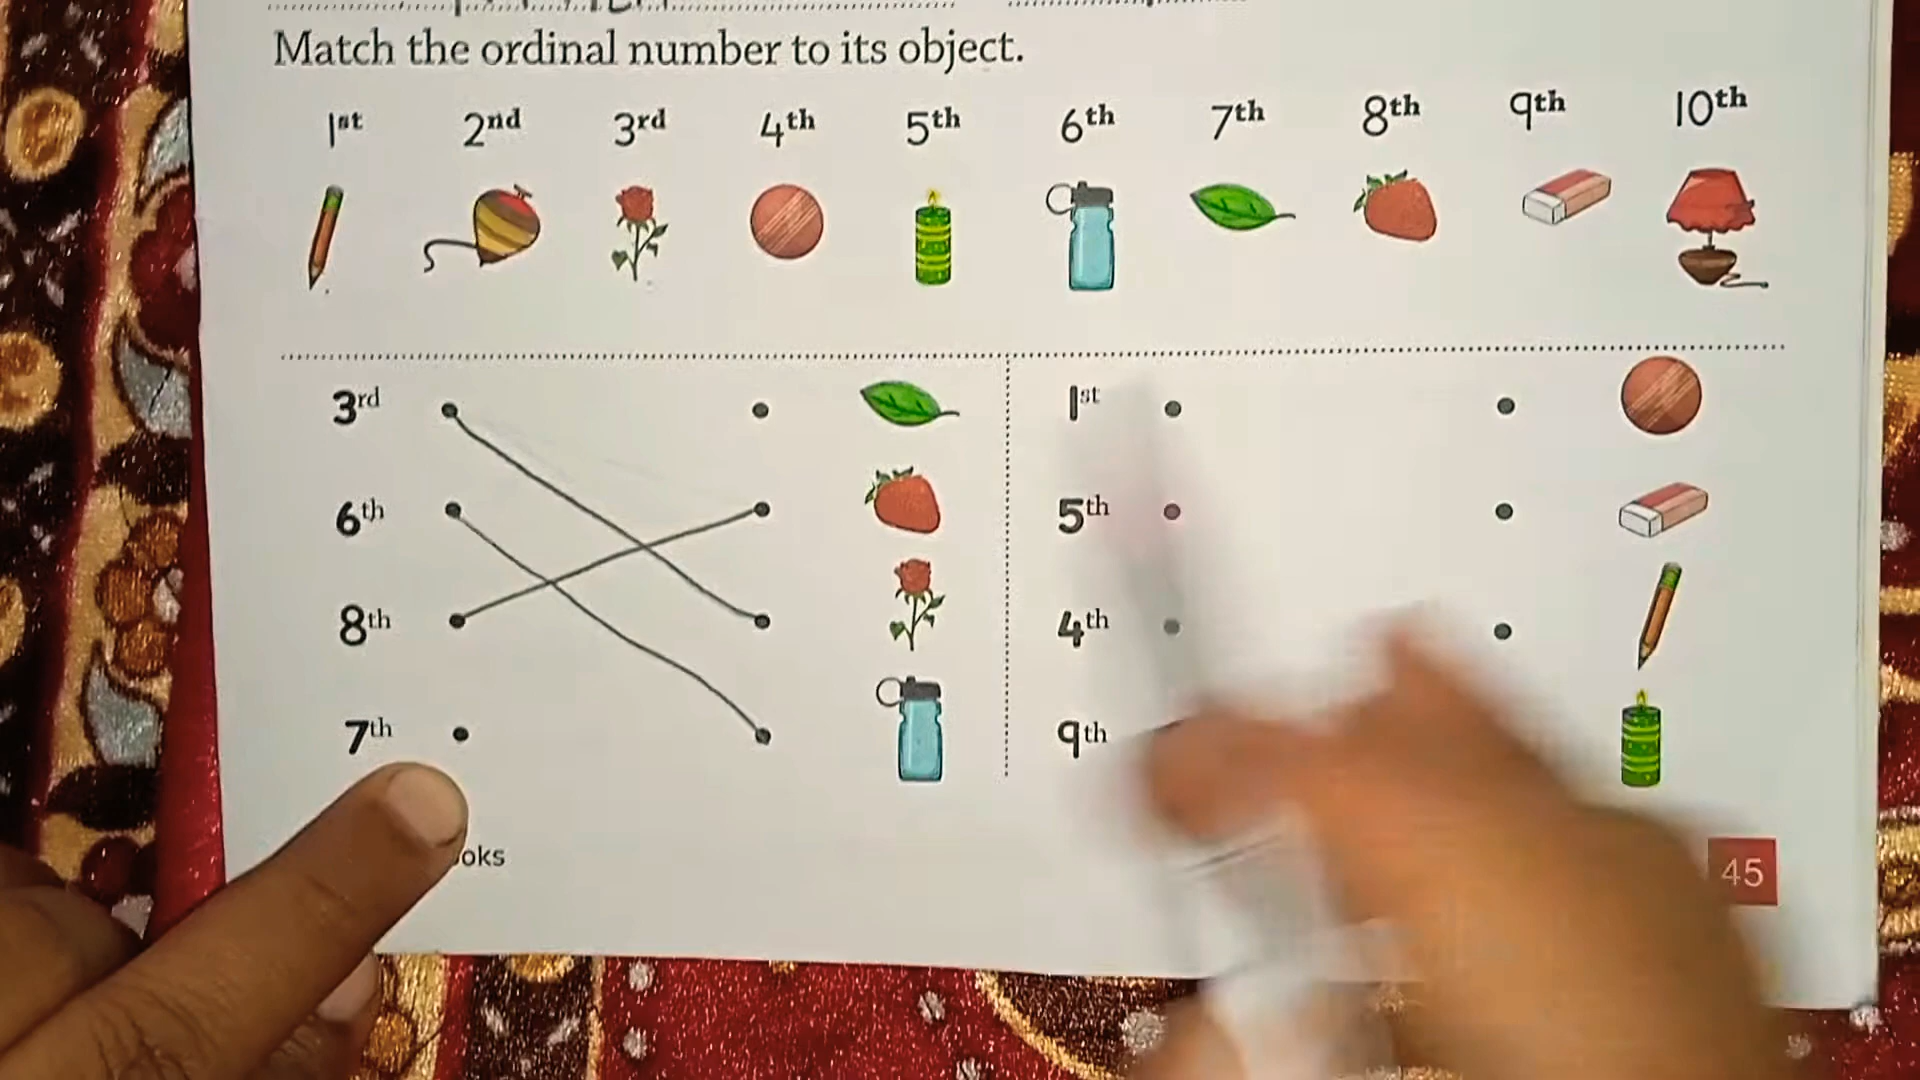 Match the ordinal number to its object.
1st 2nd 3rd 4th 5th 6th 7th 8th 9th 10th
3rd
6th
8th
7th
1st
5th
4th
9th
45